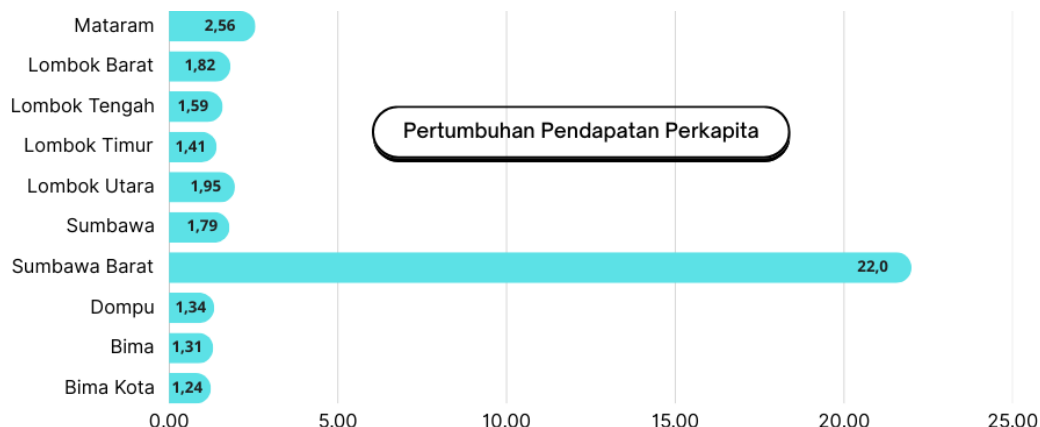 Mataram 2,56
Lombok Barat 1,82
Lombok Tengah 1,59
Pertumbuhan Pendapatan Perkapita
Lombok Timur 1,41
Lombok Utara 1,95
Sumbawa 1,79
Sumbawa Barat 22,0
Dompu 1,34
Bima 1,31
Bima Kota 1,24
0.00 5.00 10.00 15.00 20.00 25.00